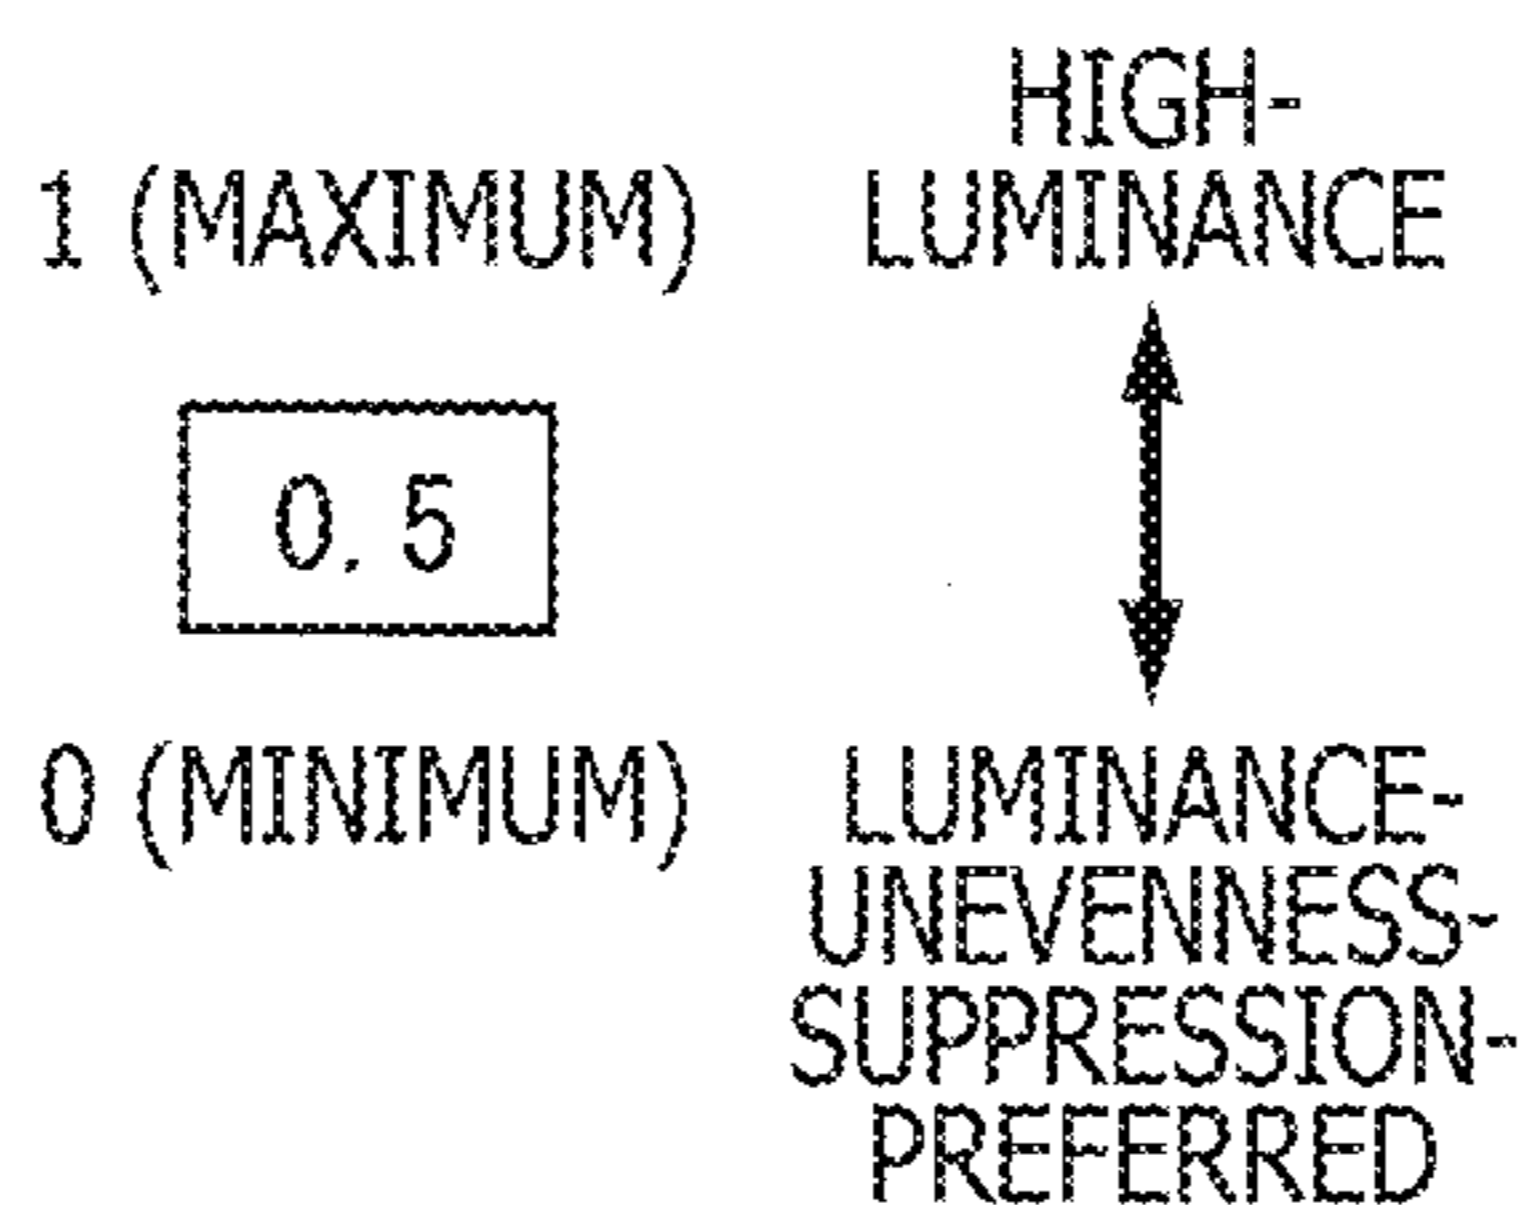 HIGH-
1 (MAXIMUM) LUMINANCE
0.5
0 (MINIMUM) LUMINANCE-
UNEVENNESS-
SUPPRESSION-
PREFERRED